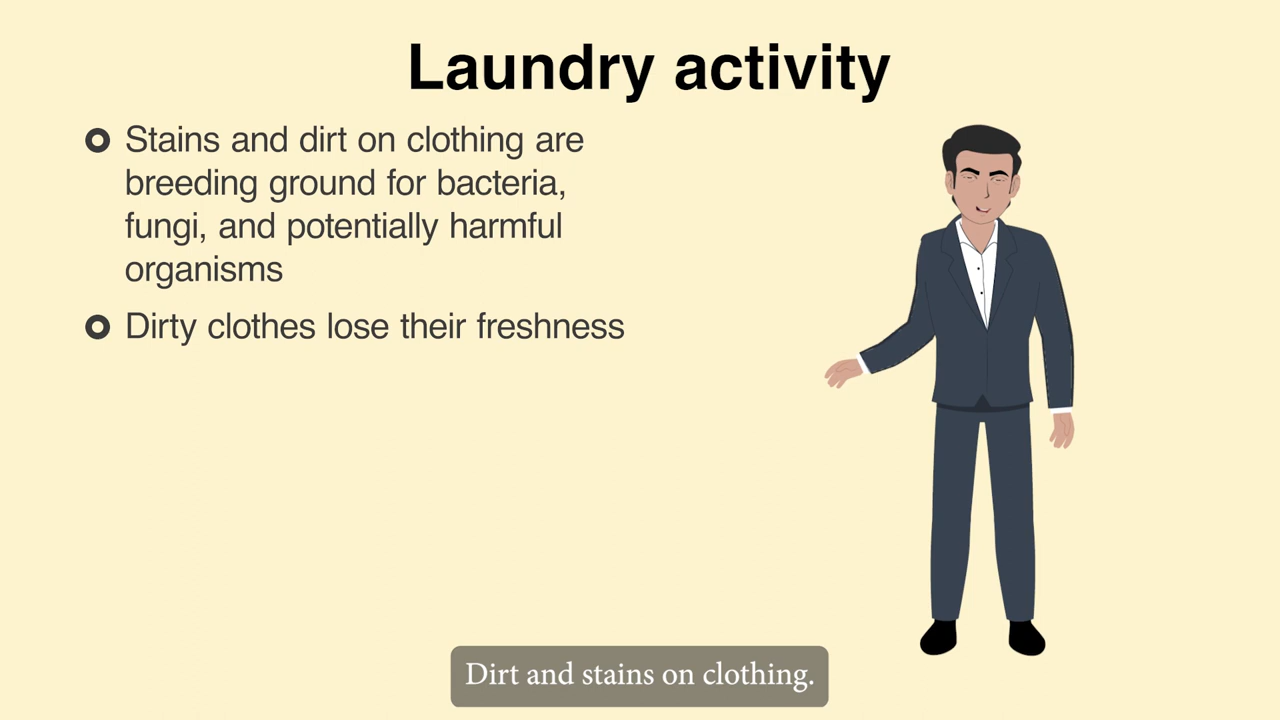 Laundry activity
Stains and dirt on clothing are
breeding ground for bacteria,
fungi, and potentially harmful
organisms
Dirty clothes lose their freshness
Dirt and stains on clothing.